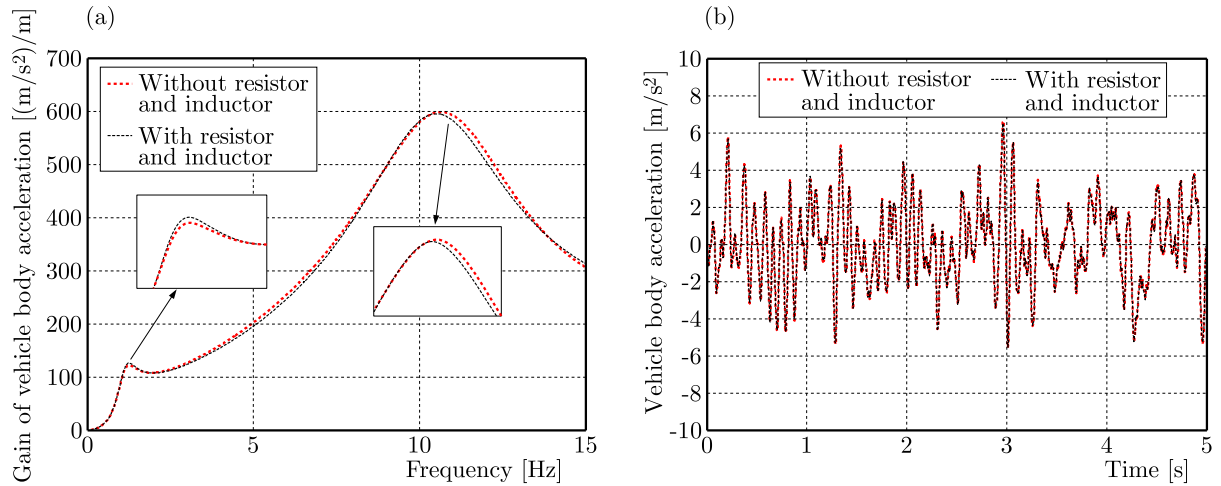 (a)
Gain of vehicle body acceleration [(m/s²)/m]
700
600
500
400
300
200
100
0
Without resistor
and inductor
With resistor
and inductor
0
5
10
15
Frequency [Hz]
(b)
Vehicle body acceleration [m/s²]
10
8
6
4
2
0
-2
-4
-6
-8
-10
Without resistor
and inductor
With resistor
and inductor
0
1
2
3
4
5
Time [s]